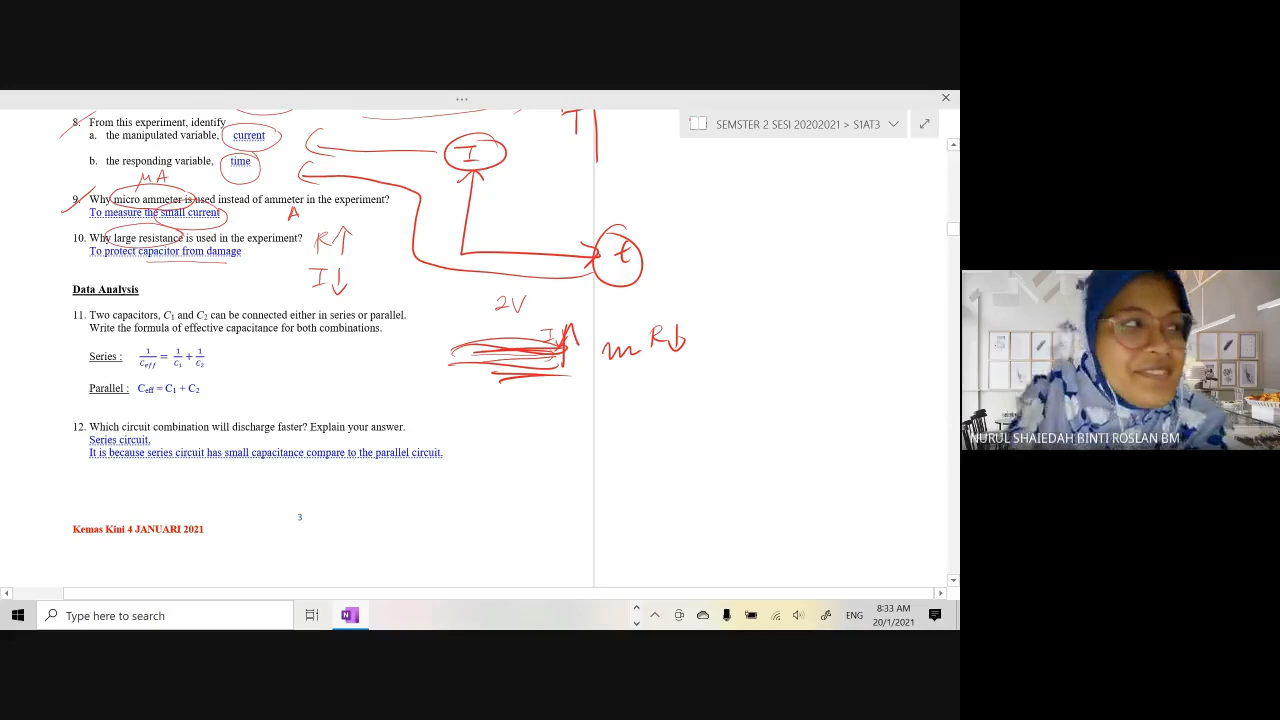 SEMSTER 2 SESI 20202021 > S1AT3
T
8. From this experiment, identify
a. the manipulated variable, current
I
b. the responding variable, time
μA
9. Why micro ammeter is used instead of ammeter in the experiment?
To measure the small current
A
10. Why large resistance is used in the experiment?
R↑
To protect capacitor from damage
t
I↓
Data Analysis
2V
11. Two capacitors, C1 and C2 can be connected either in series or parallel.
Write the formula of effective capacitance for both combinations.
I
R↓
Series : 1/Ceff = 1/C1 + 1/C2
Parallel : Ceff = C1 + C2
12. Which circuit combination will discharge faster? Explain your answer.
Series circuit.
It is because series circuit has small capacitance compare to the parallel circuit.
NURUL SHAIEDAH BINTI ROSLAN BM
3
Kemas Kini 4 JANUARI 2021
Type here to search
N
ENG
8:33 AM
20/1/2021